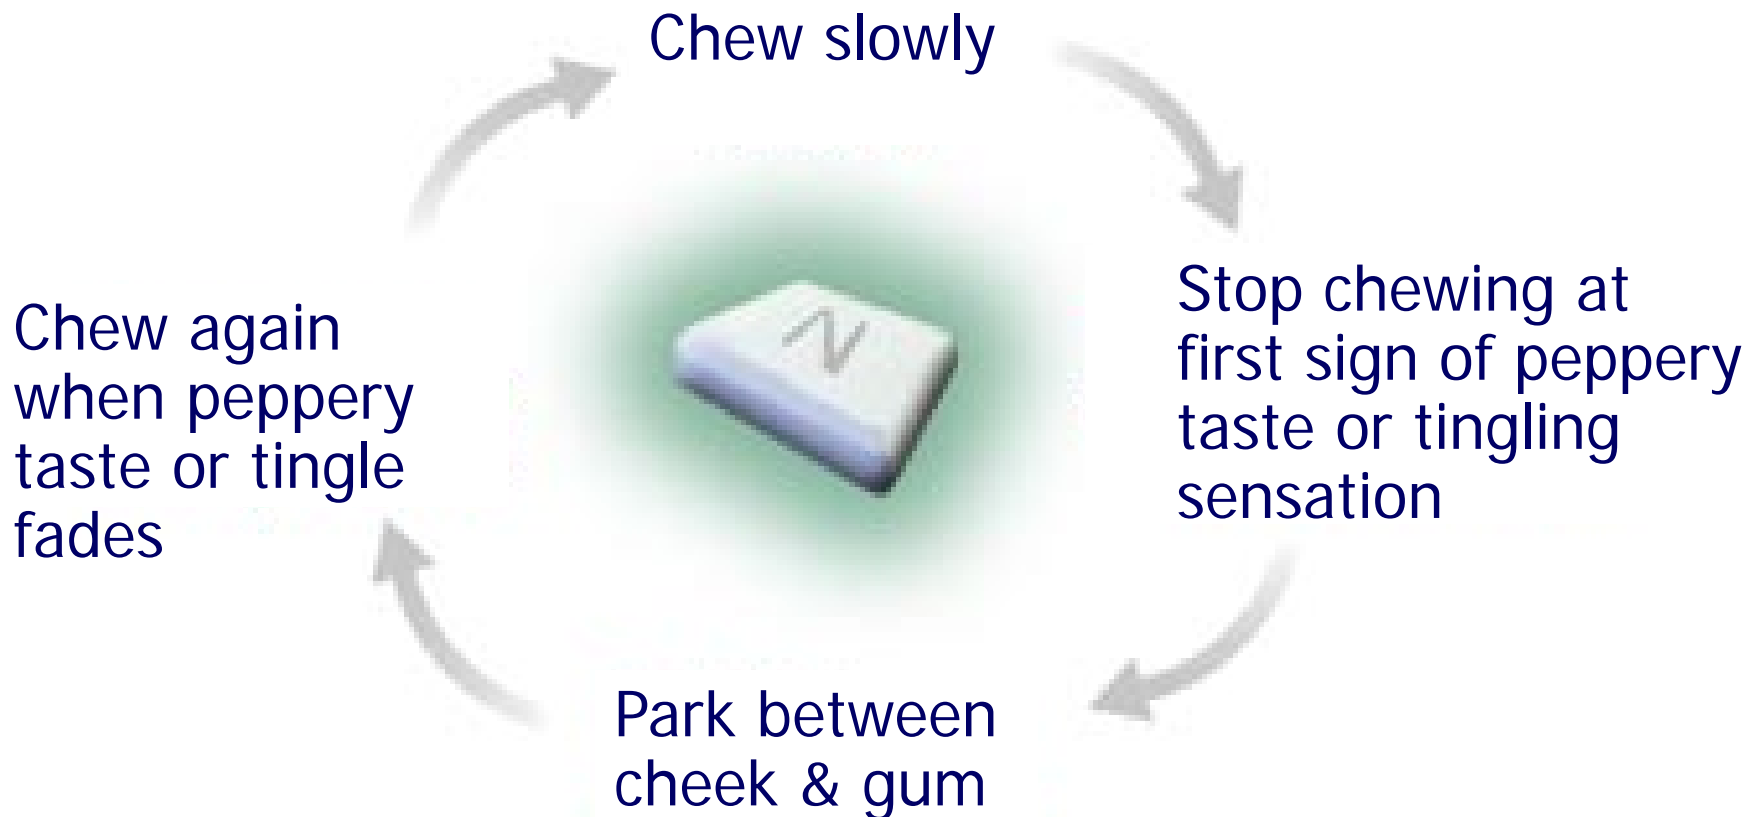 Chew slowly
Stop chewing at
first sign of peppery
taste or tingling
sensation
Park between
cheek & gum
Chew again
when peppery
taste or tingle
fades
N